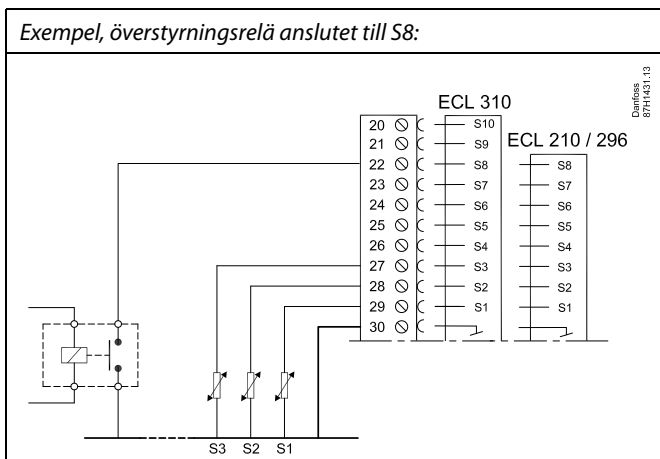 Exempel, överstyrningsrelä anslutet till S8:
Danfoss
87H1431.13
ECL 310
ECL 210 / 296
20 S10
21 S9
22 S8 S8
23 S7 S7
24 S6 S6
25 S5 S5
26 S4 S4
27 S3 S3
28 S2 S2
29 S1 S1
30
S3 S2 S1